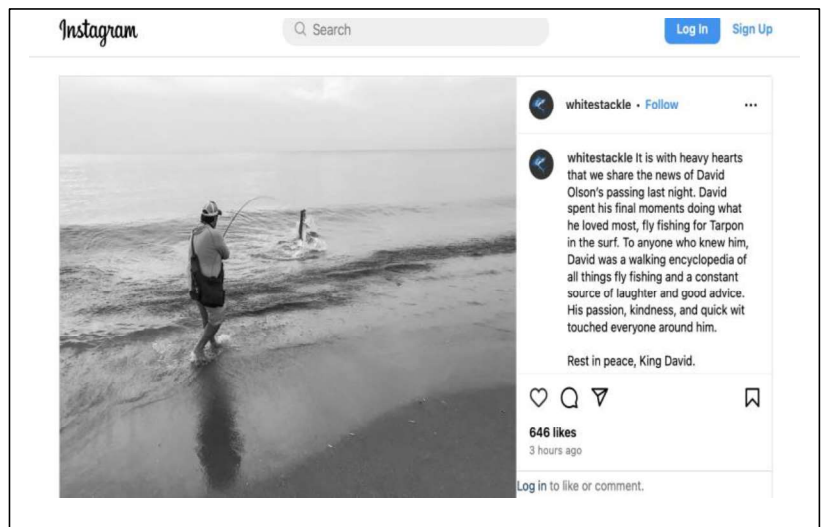 Instagram
Search
Log In
Sign Up
whitestackle • Follow
...
whitestackle It is with heavy hearts
that we share the news of David
Olson's passing last night. David
spent his final moments doing what
he loved most, fly fishing for Tarpon
in the surf. To anyone who knew him,
David was a walking encyclopedia of
all things fly fishing and a constant
source of laughter and good advice.
His passion, kindness, and quick wit
touched everyone around him.
Rest in peace, King David.
646 likes
3 hours ago
Log in to like or comment.